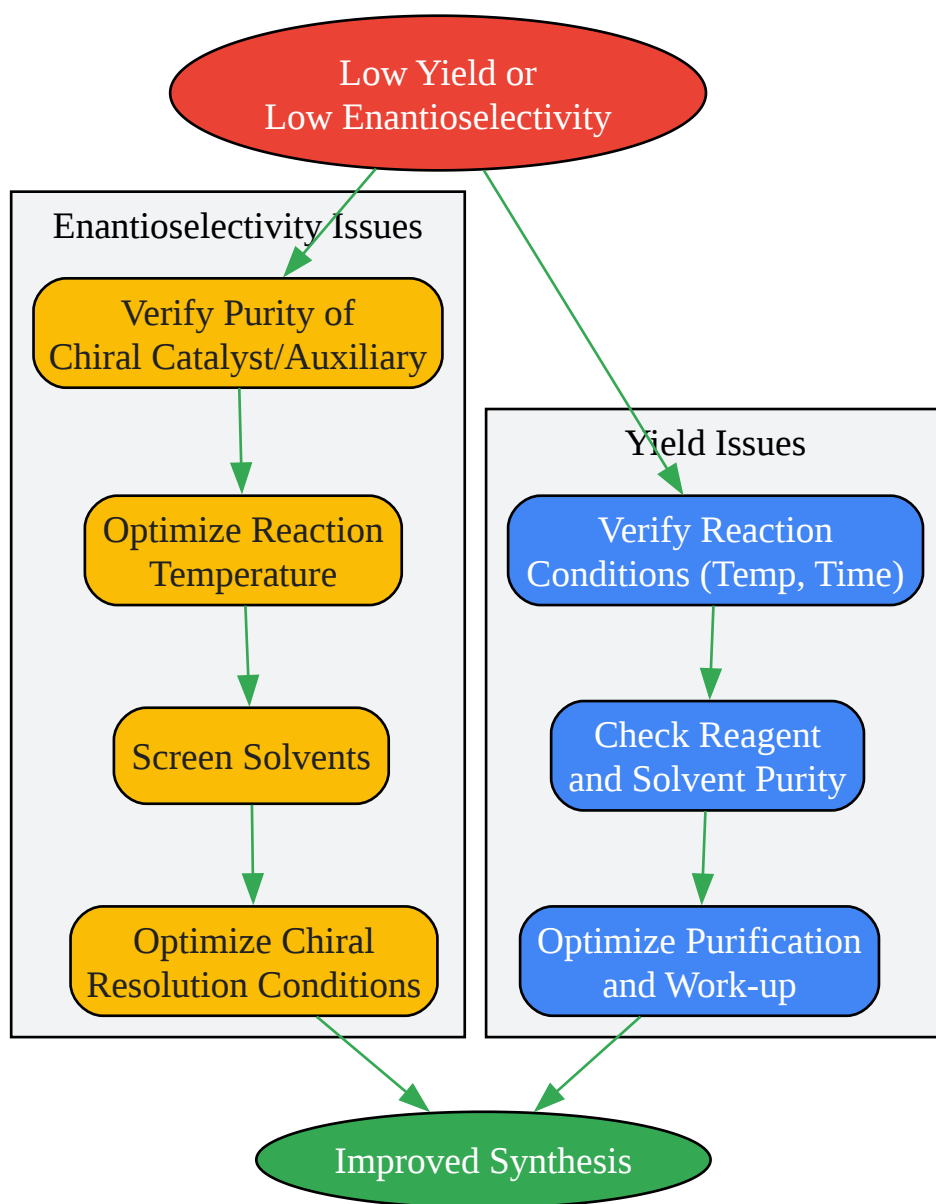 Low Yield or
Low Enantioselectivity
Enantioselectivity Issues
Verify Purity of
Chiral Catalyst/Auxiliary
Optimize Reaction
Temperature
Screen Solvents
Optimize Chiral
Resolution Conditions
Yield Issues
Verify Reaction
Conditions (Temp, Time)
Check Reagent
and Solvent Purity
Optimize Purification
and Work-up
Improved Synthesis